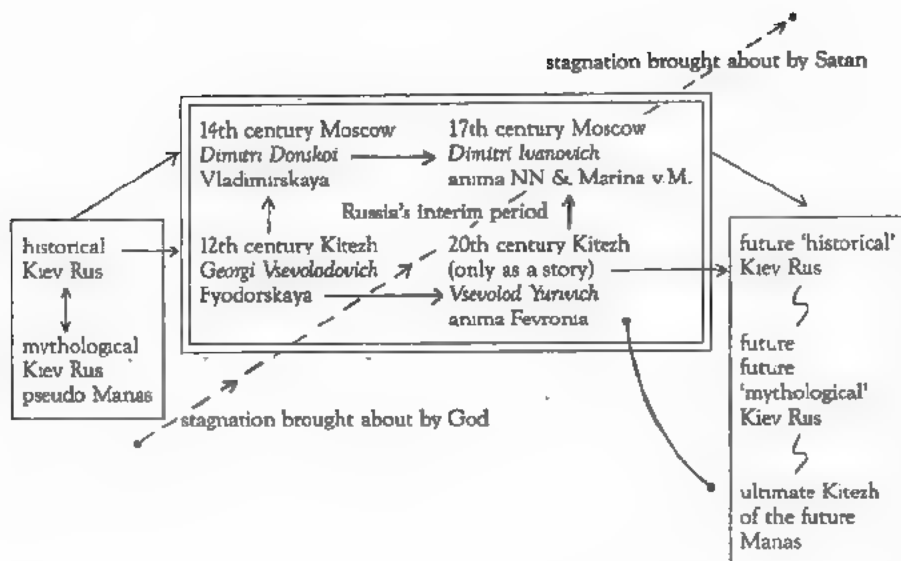 stagnation brought about by Satan
14th century Moscow
Dimitri Donskoi
Vladimirskaya
17th century Moscow
Dimitri Ivanovich
anima NN & Marina v.M.
Russia's interim period
12th century Kitezh
Georgi Vsevolodovich
Fyodorskaya
20th century Kitezh
(only as a story)
Vsevolod Yurivich
anima Fevronia
historical
Kiev Rus
mythological
Kiev Rus
pseudo Manas
stagnation brought about by God
future 'historical'
Kiev Rus
future
future
'mythological'
Kiev Rus
ultimate Kitezh
of the future
Manas